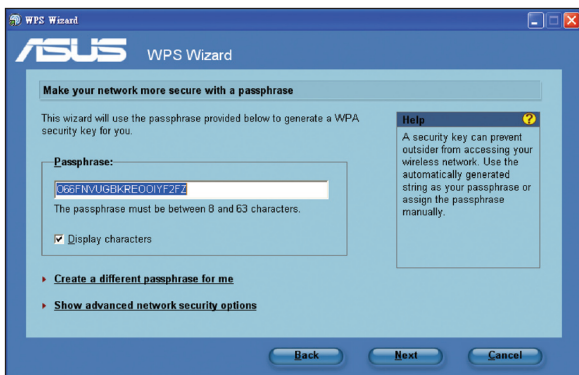 WPS Wizard
ASUS WPS Wizard
Make your network more secure with a passphrase
This wizard will use the passphrase provided below to generate a WPA
security key for you.
Passphrase:
O66FNVUGBKREOOIYF2FZ
The passphrase must be between 8 and 63 characters.
Display characters
Create a different passphrase for me
Show advanced network security options
Help
A security key can prevent
outsider from accessing your
wireless network. Use the
automatically generated
string as your passphrase or
assign the passphrase
manually.
Back Next Cancel